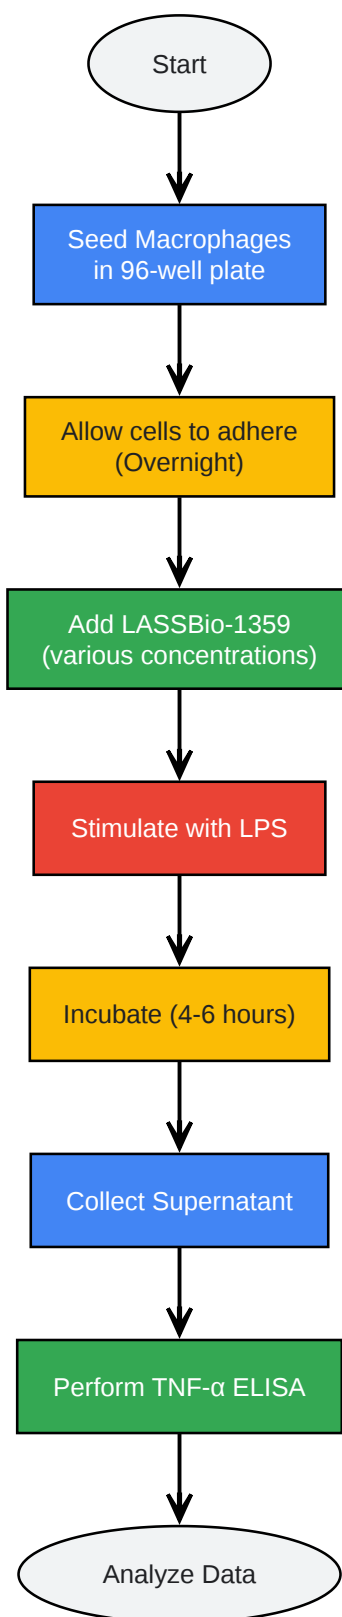 Start
Seed Macrophages
in 96-well plate
Allow cells to adhere
(Overnight)
Add LASSBio-1359
(various concentrations)
Stimulate with LPS
Incubate (4-6 hours)
Collect Supernatant
Perform TNF-α ELISA
Analyze Data